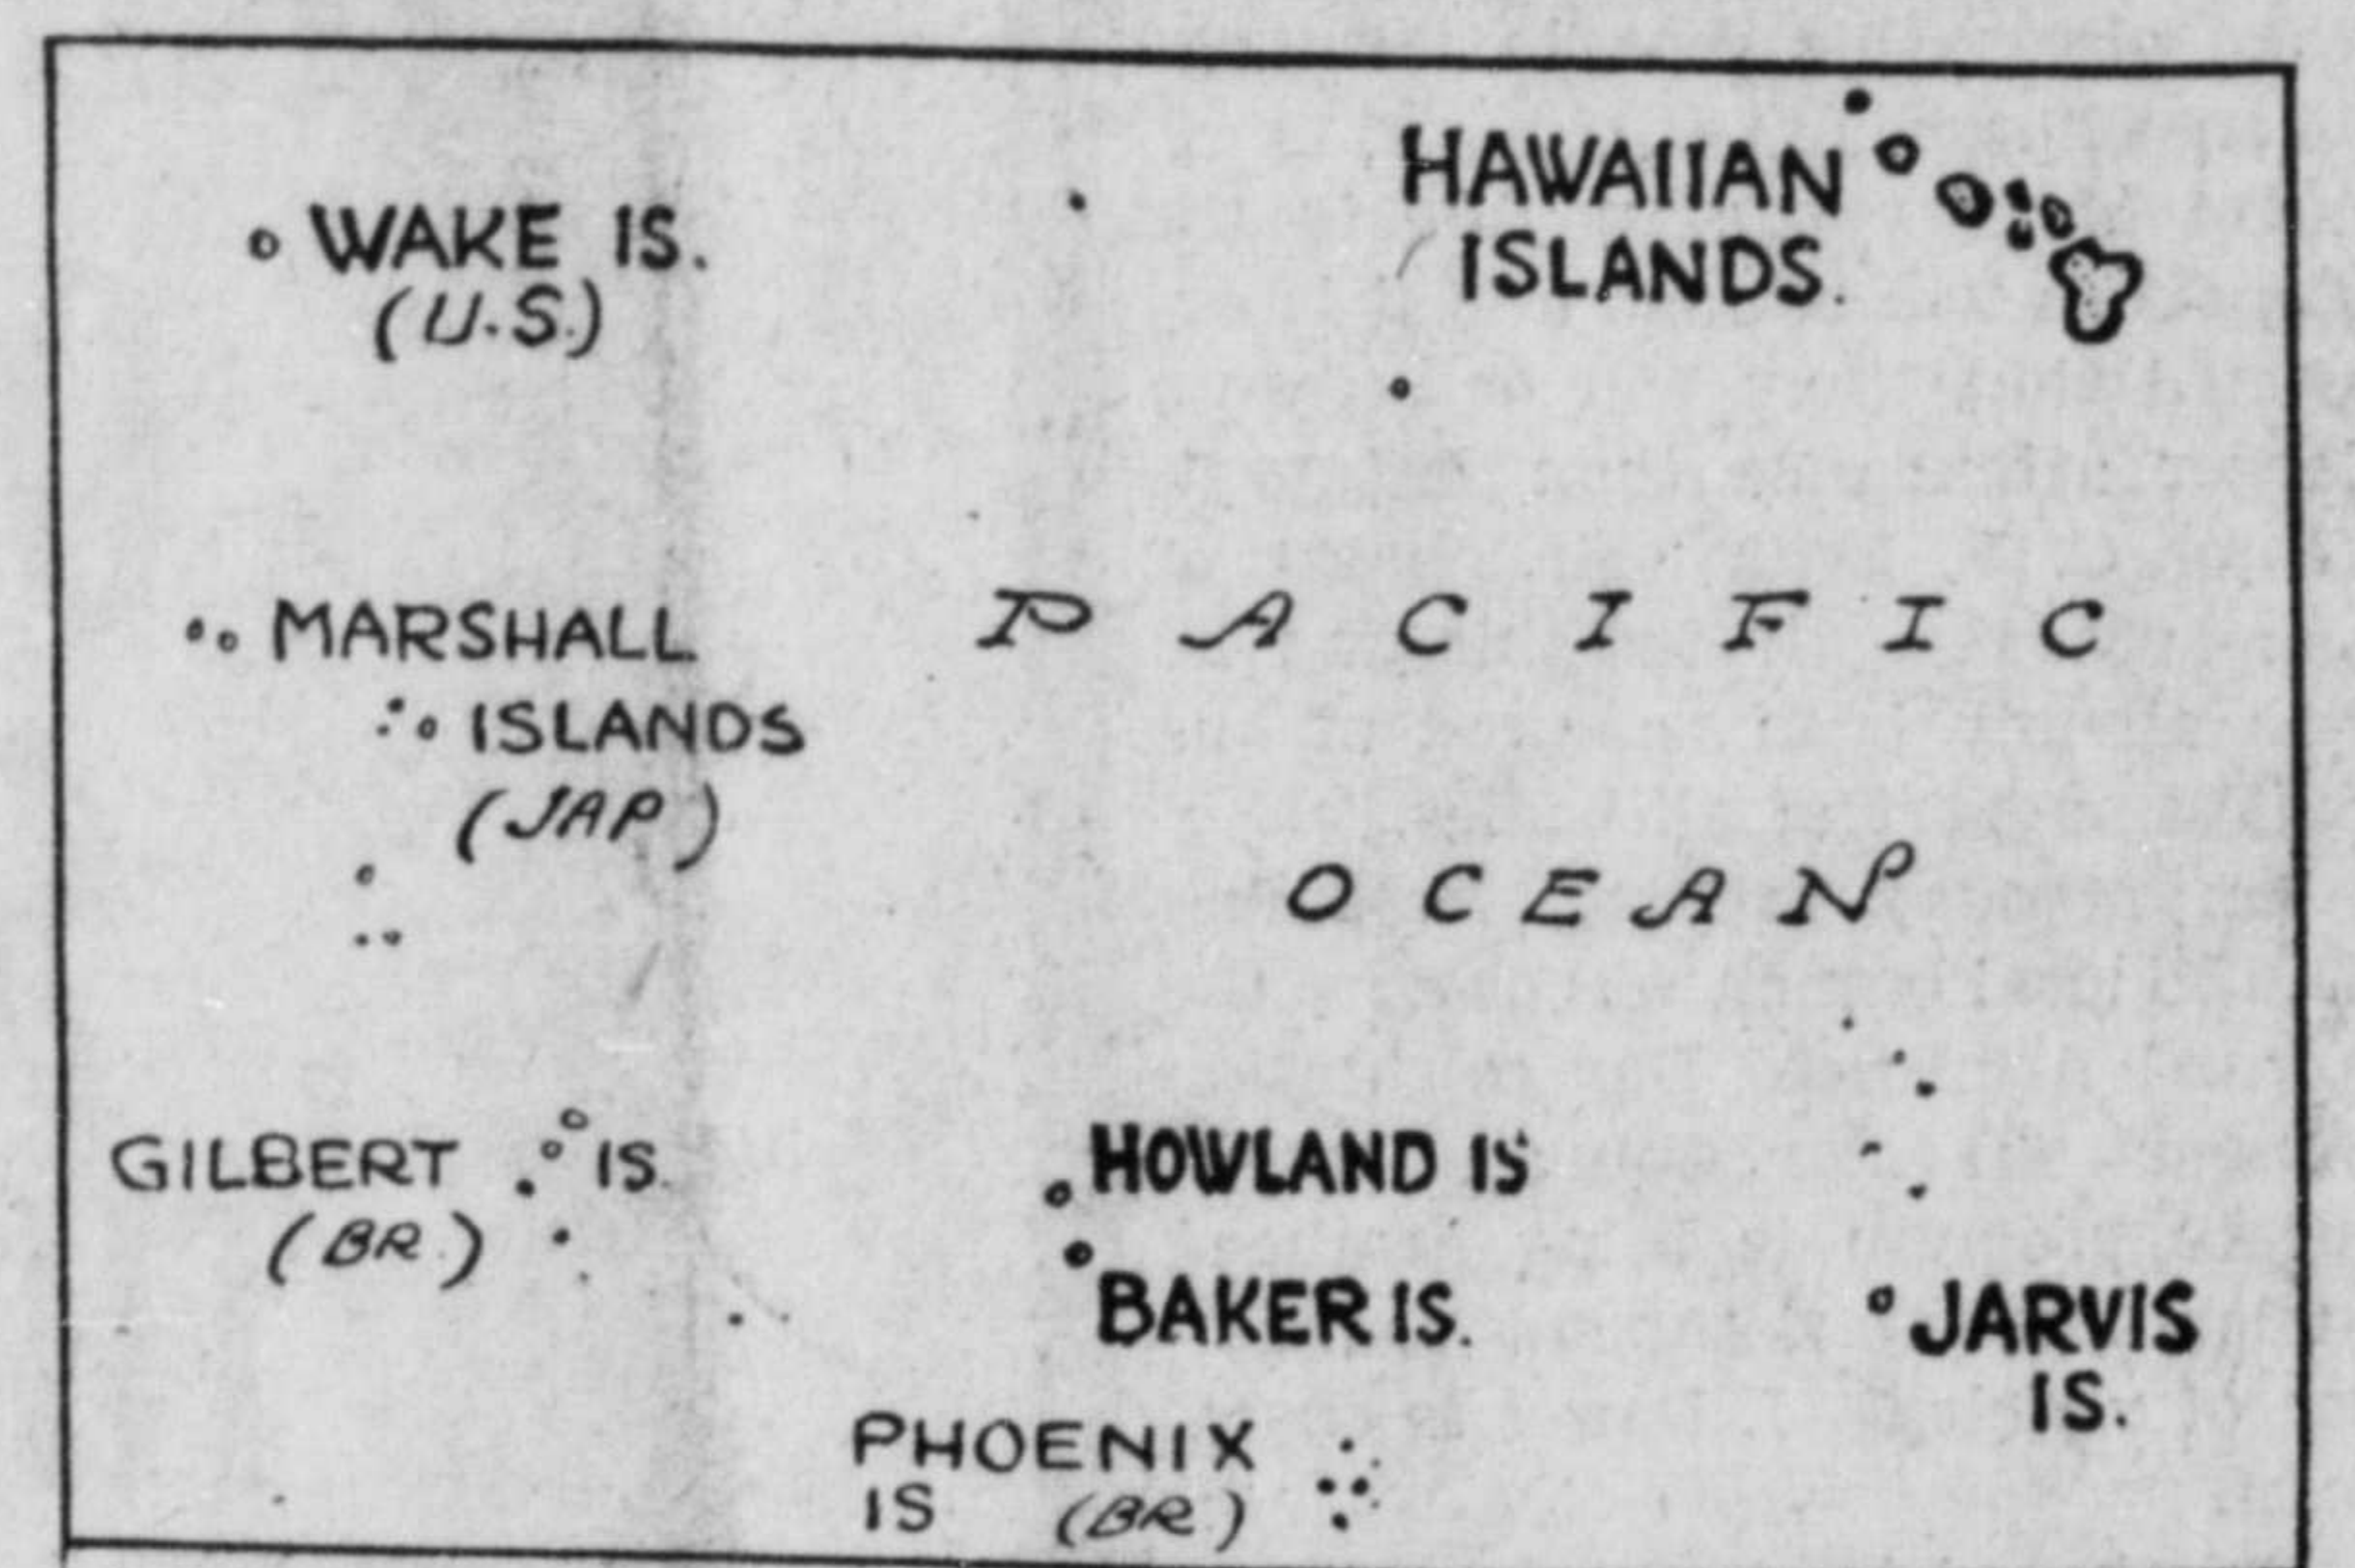 HAWAIIAN
ISLANDS.
WAKE IS.
(U.S.)
MARSHALL
ISLANDS
(JAP)
PACIFIC
OCEAN
GILBERT IS.
(BR.)
HOWLAND IS
BAKER IS.
JARVIS
IS.
PHOENIX
IS (BR)